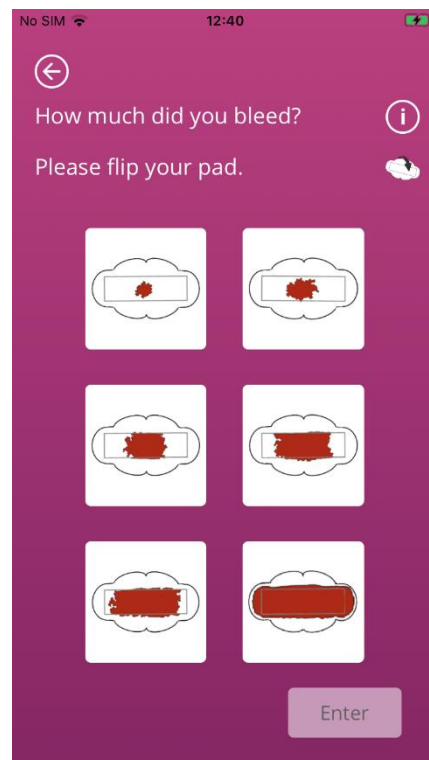 No SIM 12:40
How much did you bleed?
i
Please flip your pad.
Enter